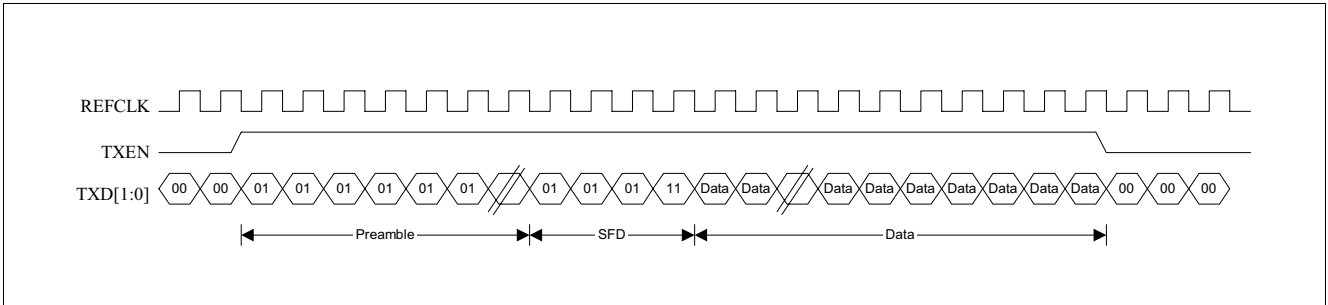 REFCLK
TXEN
TXD[1:0] 00 00 01 01 01 01 01 01 01 01 01 11 Data Data Data Data Data Data Data Data Data 00 00 00
Preamble SFD Data